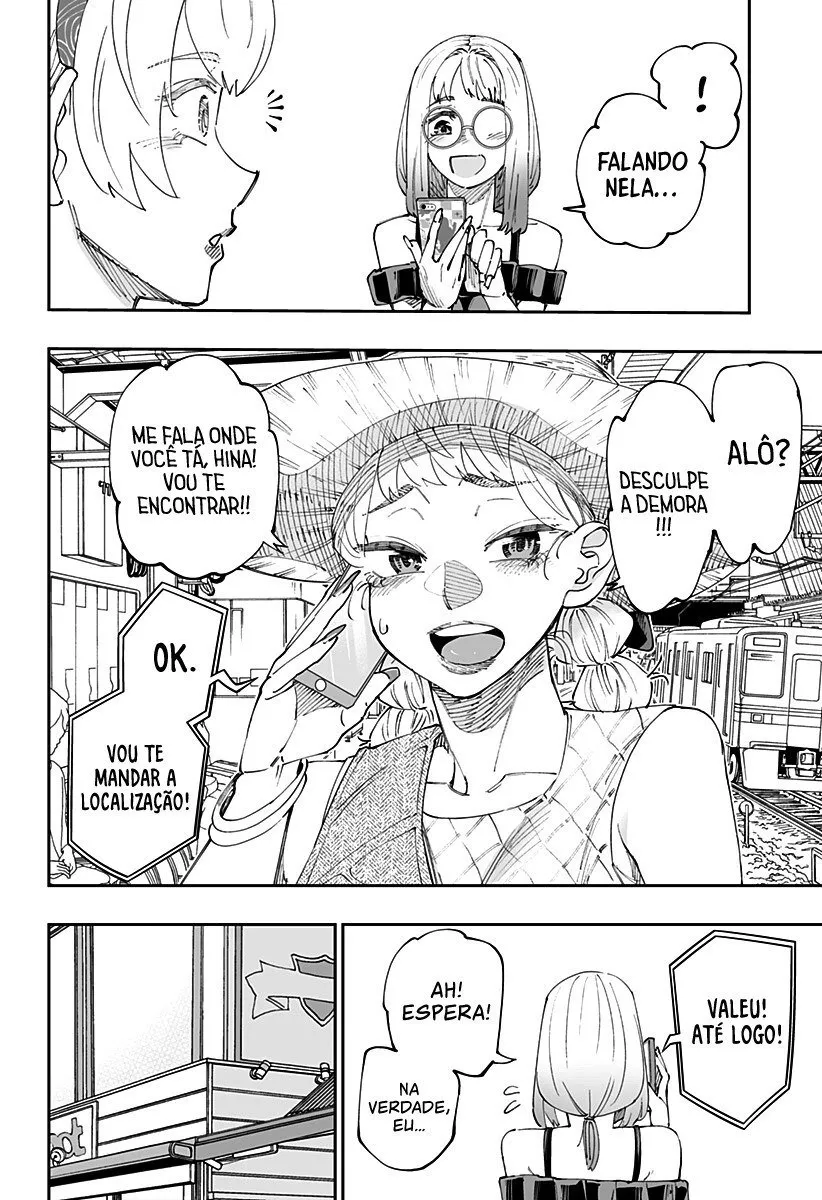 !
FALANDO
NELA...
ALÔ?
DESCULPE
A DEMORA
!!!
ME FALA ONDE
VOCÊ TÁ, HINA!
VOU TE
ENCONTRAR!!
OK.
VOU TE
MANDAR A
LOCALIZAÇÃO!
VALEU!
ATÉ LOGO!
AH!
ESPERA!
NA
VERDADE,
EU...